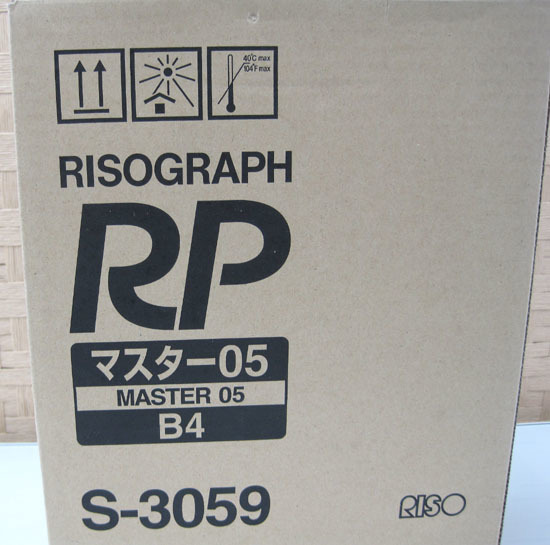 40°C max
104°F max
RISOGRAPH
RP
マスター05
MASTER 05
B4
S-3059
RISO